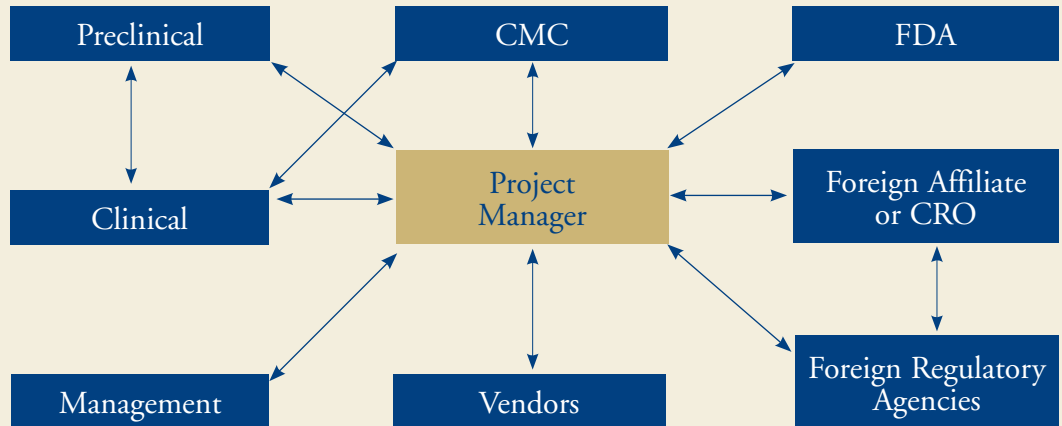 Preclinical
CMC
FDA
Project
Manager
Foreign Affiliate
or CRO
Clinical
Management
Vendors
Foreign Regulatory
Agencies